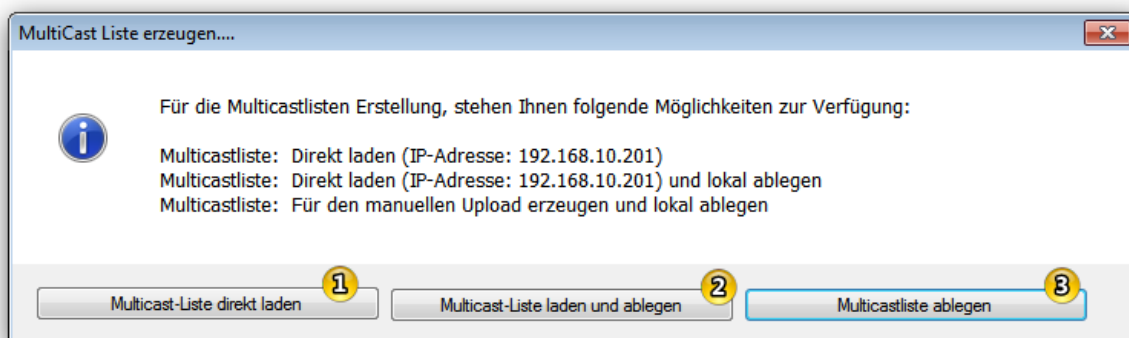 MultiCast Liste erzeugen....
Für die Multicastlisten Erstellung, stehen Ihnen folgende Möglichkeiten zur Verfügung:
Multicastliste: Direkt laden (IP-Adresse: 192.168.10.201)
Multicastliste: Direkt laden (IP-Adresse: 192.168.10.201) und lokal ablegen
Multicastliste: Für den manuellen Upload erzeugen und lokal ablegen
1 2 3
Multicast-Liste direkt laden Multicast-Liste laden und ablegen Multicastliste ablegen